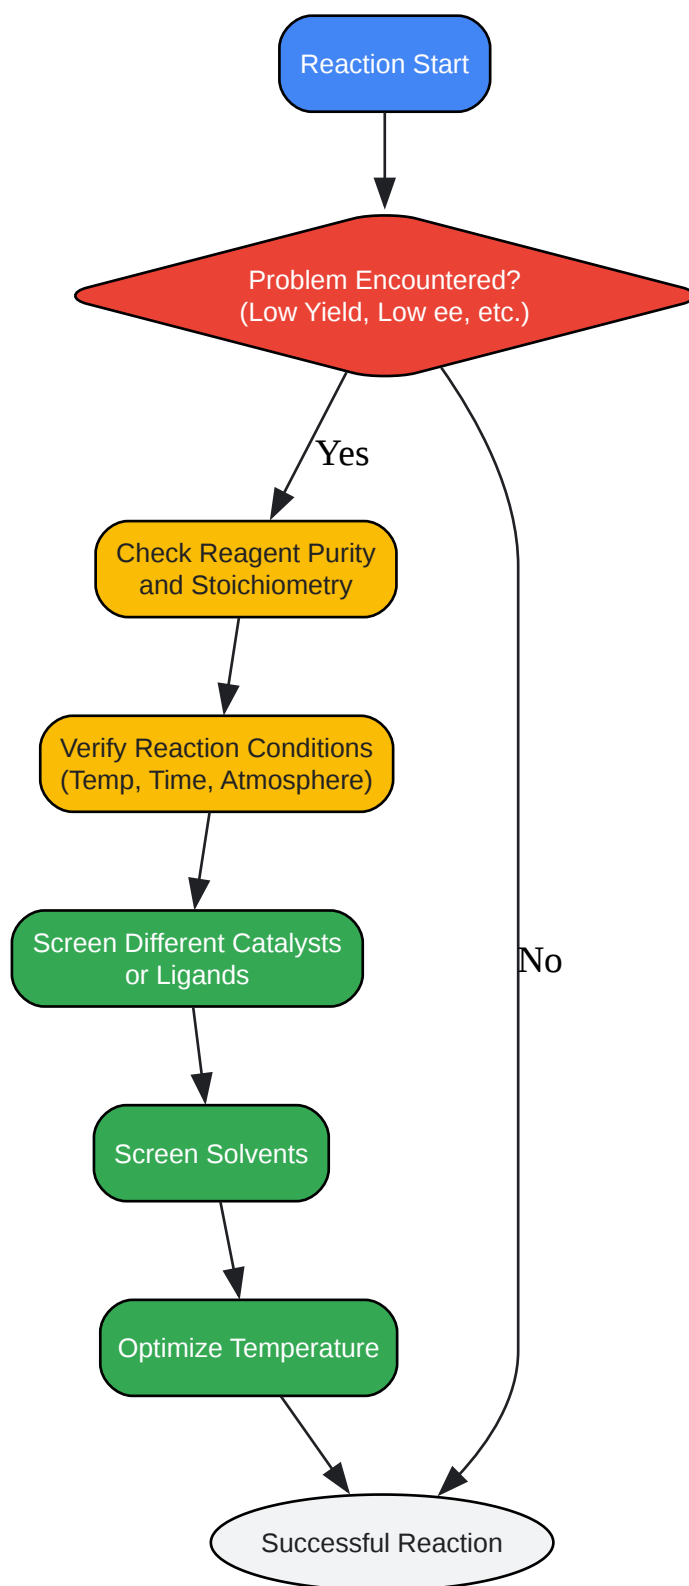 Reaction Start
Problem Encountered?
(Low Yield, Low ee, etc.)
Yes
Check Reagent Purity
and Stoichiometry
Verify Reaction Conditions
(Temp, Time, Atmosphere)
Screen Different Catalysts
or Ligands
No
Screen Solvents
Optimize Temperature
Successful Reaction